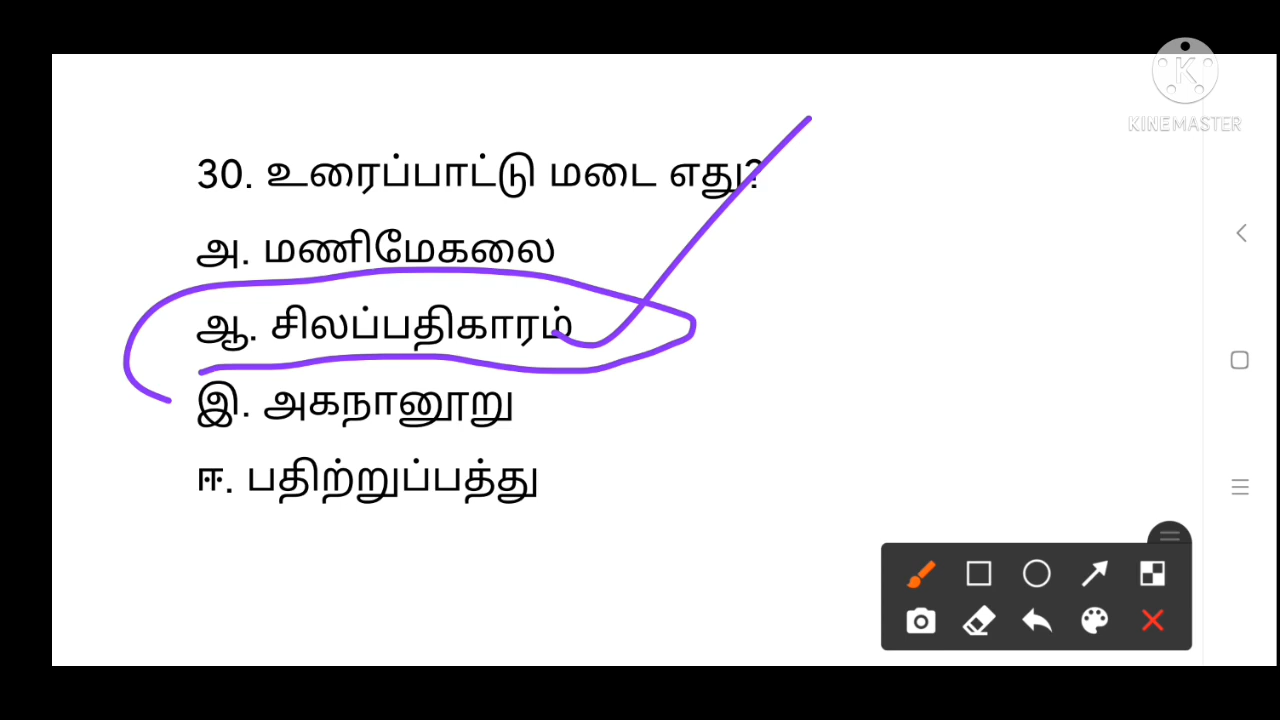 KINEMASTER
30. உரைப்பாட்டு மடை எது?
அ. மணிமேகலை
ஆ. சிலப்பதிகாரம்
இ. அகநானூறு
ஈ. பதிற்றுப்பத்து